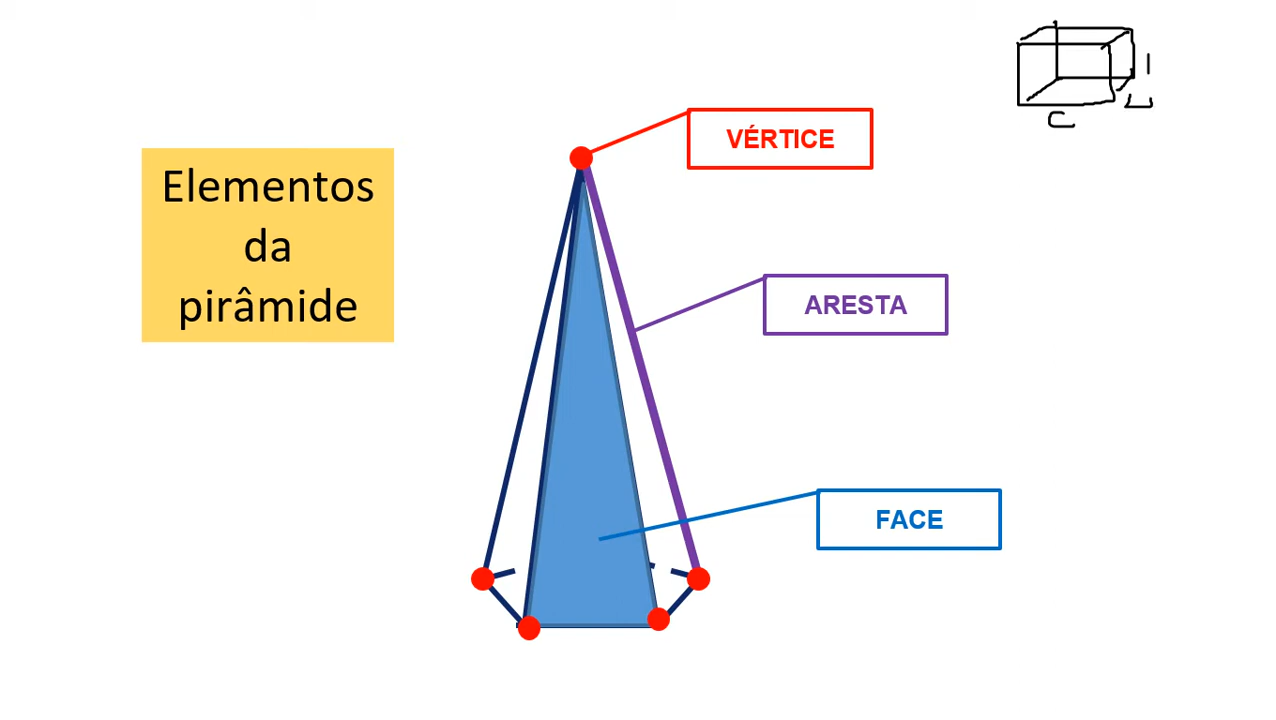 Elementos
da
pirâmide
VÉRTICE
ARESTA
FACE
C
L